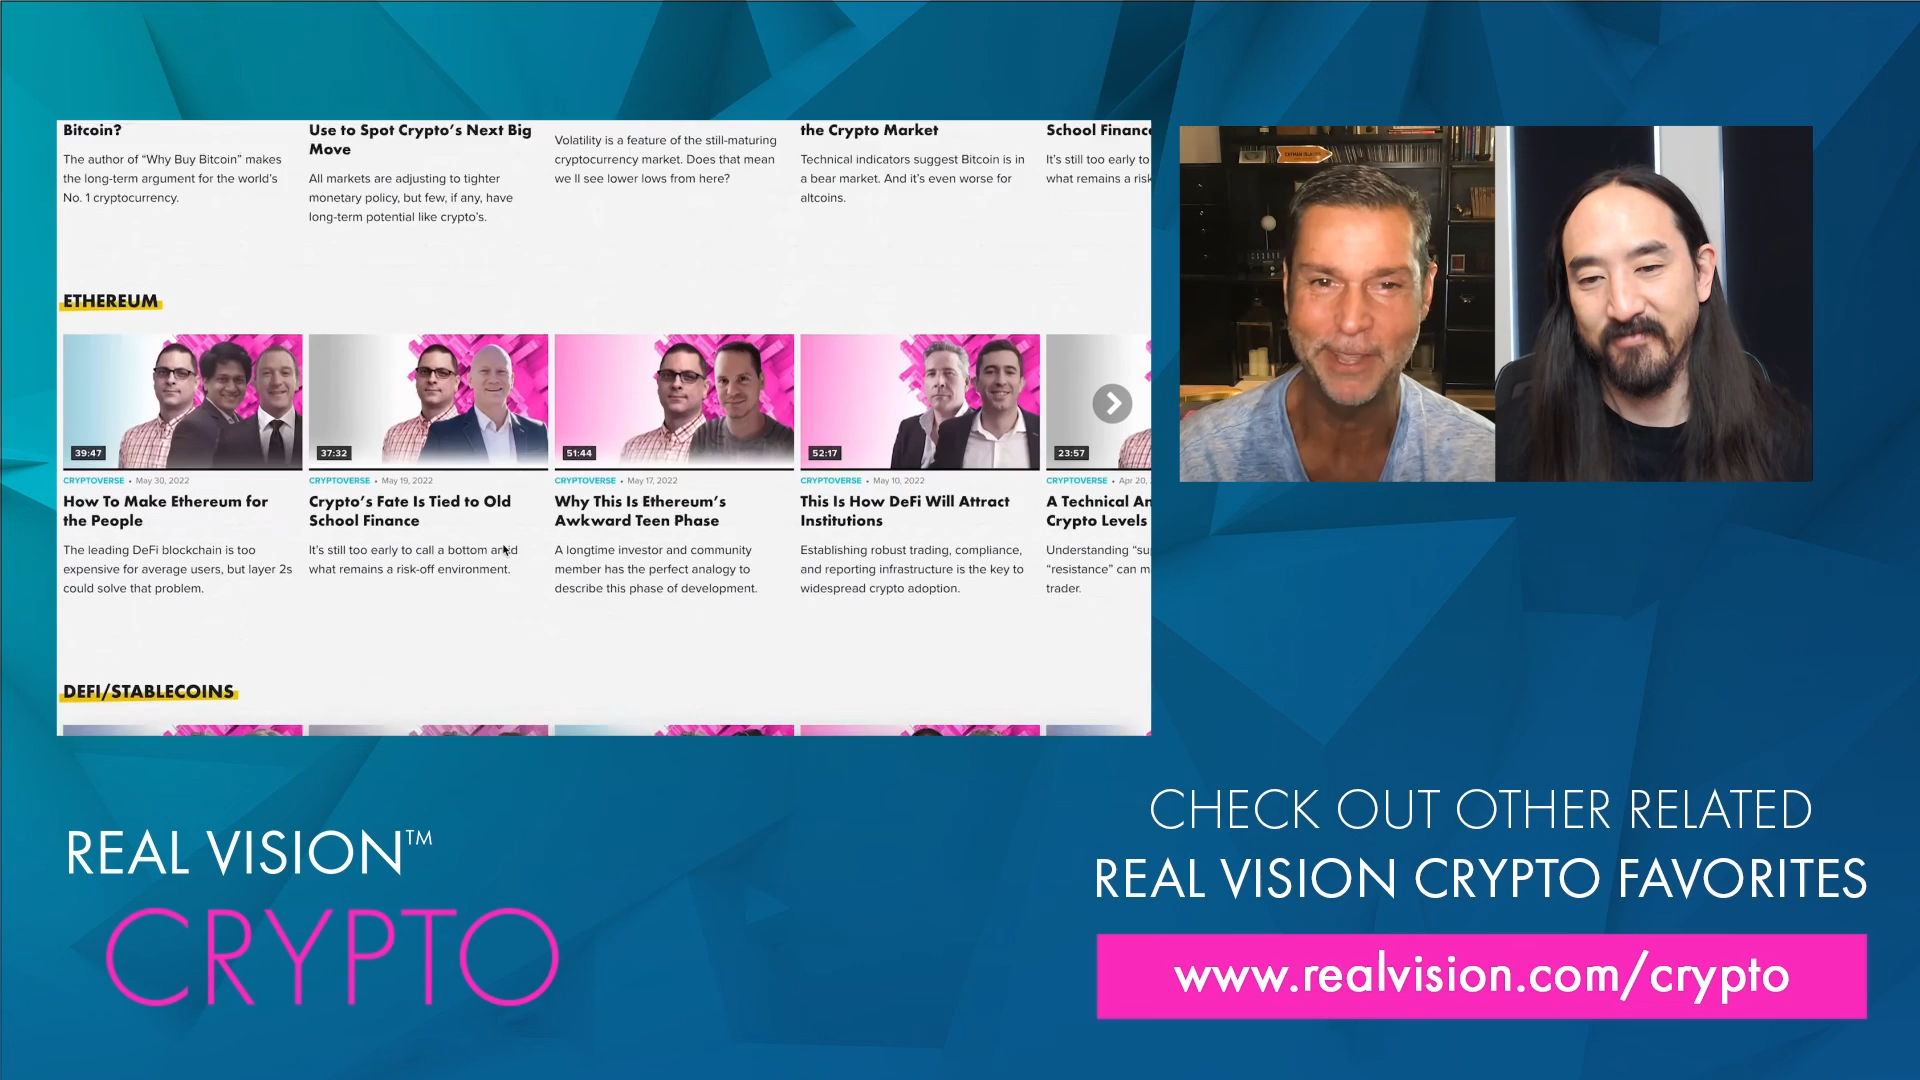 Bitcoin?
The author of “Why Buy Bitcoin” makes
the long-term argument for the world’s
No. 1 cryptocurrency.
Use to Spot Crypto’s Next Big
Move
All markets are adjusting to tighter
monetary policy, but few, if any, have
long-term potential like crypto’s.
Volatility is a feature of the still-maturing
cryptocurrency market. Does that mean
we ll see lower lows from here?
the Crypto Market
Technical indicators suggest Bitcoin is in
a bear market. And it’s even worse for
altcoins.
School Finance
It’s still too early to
what remains a risk
ETHEREUM
39:47
CRYPTOVERSE • May 30, 2022
How To Make Ethereum for
the People
The leading DeFi blockchain is too
expensive for average users, but layer 2s
could solve that problem.
37:32
CRYPTOVERSE • May 19, 2022
Crypto’s Fate Is Tied to Old
School Finance
It’s still too early to call a bottom amid
what remains a risk-off environment.
51:44
CRYPTOVERSE • May 17, 2022
Why This Is Ethereum’s
Awkward Teen Phase
A longtime investor and community
member has the perfect analogy to
describe this phase of development.
52:17
CRYPTOVERSE • May 10, 2022
This Is How DeFi Will Attract
Institutions
Establishing robust trading, compliance,
and reporting infrastructure is the key to
widespread crypto adoption.
23:57
CRYPTOVERSE • Apr 20,
A Technical An
Crypto Levels
Understanding “su
“resistance” can m
trader.
DEFI/STABLECOINS
REAL VISION™
CRYPTO
CHECK OUT OTHER RELATED
REAL VISION CRYPTO FAVORITES
www.realvision.com/crypto